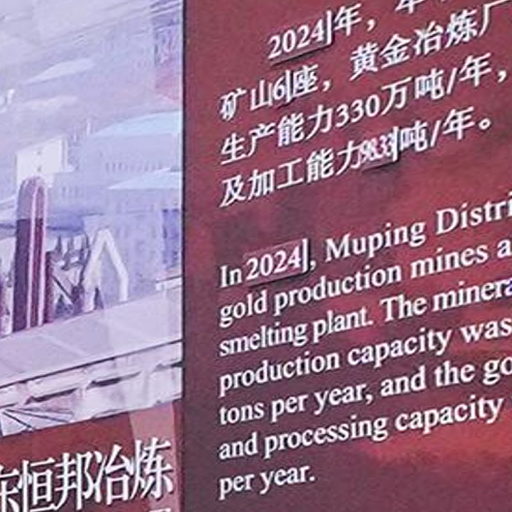 2024年，
矿山6座，黄金冶炼厂
生产能力330万吨/年，
及加工能力98.33吨/年。
In 2024, Muping Distri
gold production mines a
smelting plant. The minera
production capacity was
tons per year, and the go
and processing capacity
per year.
东恒邦冶炼